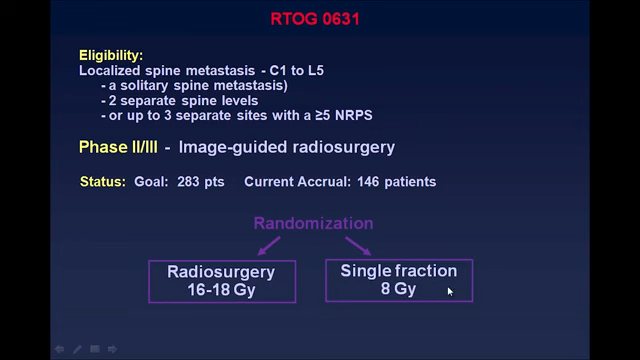 RTOG 0631
Eligibility:
Localized spine metastasis - C1 to L5
- a solitary spine metastasis)
- 2 separate spine levels
- or up to 3 separate sites with a ≥5 NRPS
Phase II/III - Image-guided radiosurgery
Status: Goal: 283 pts Current Accrual: 146 patients
Randomization
Radiosurgery
16-18 Gy
Single fraction
8 Gy